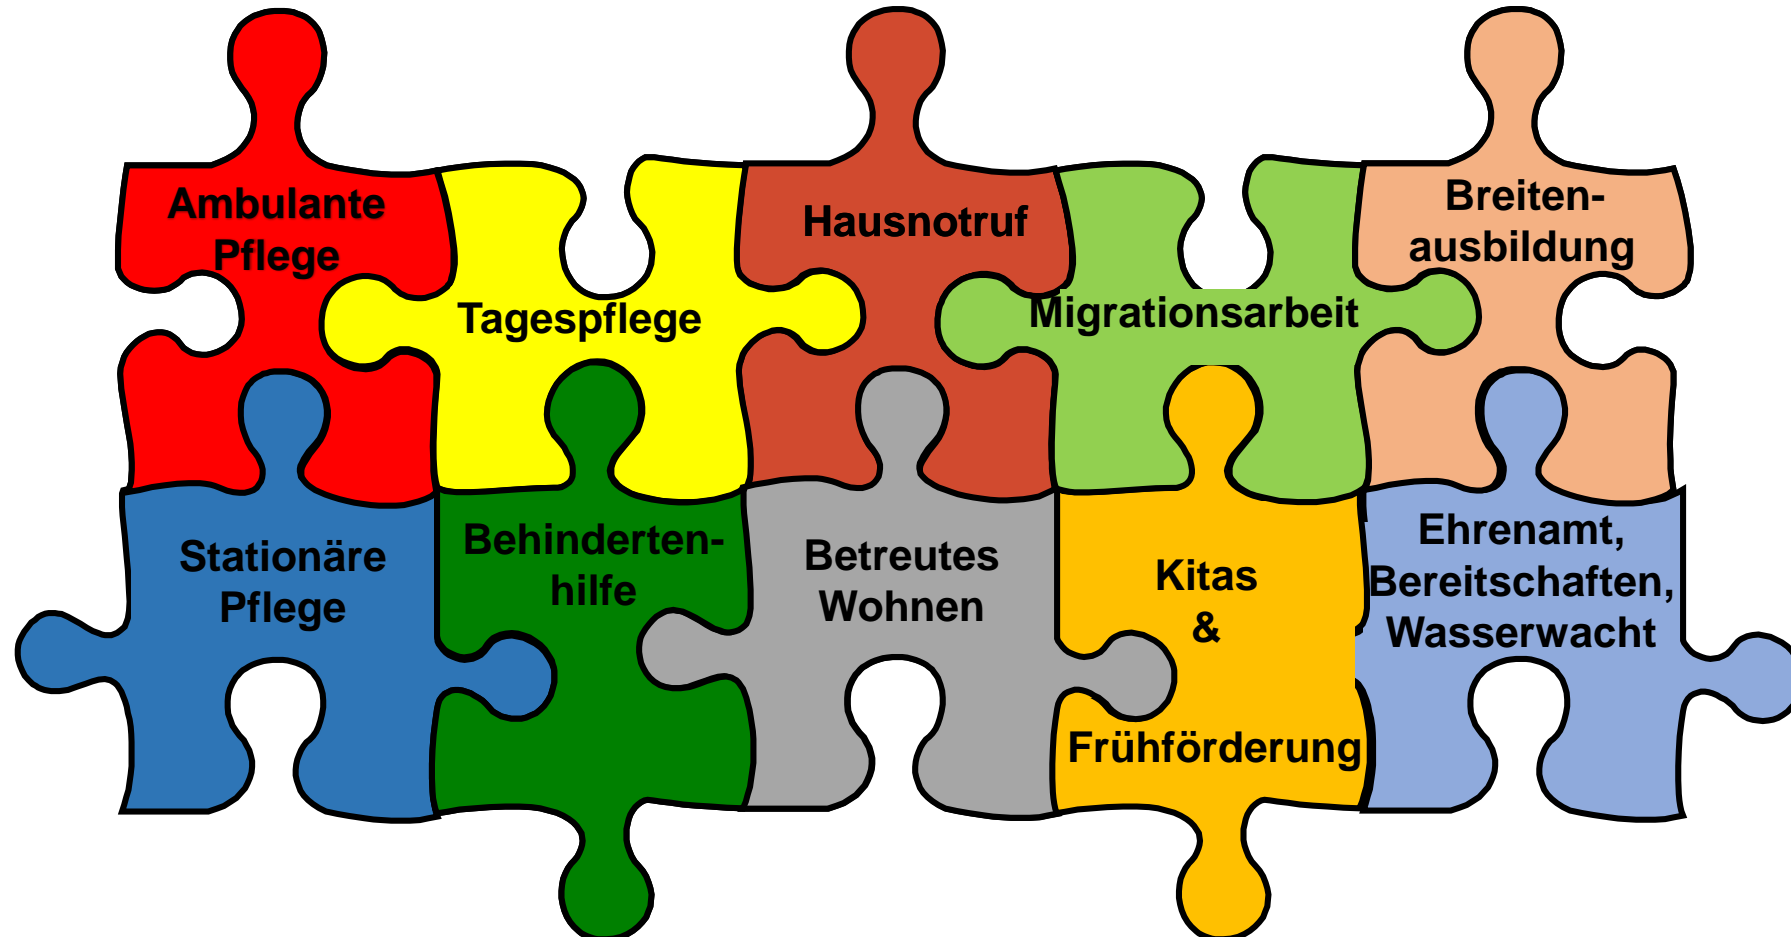 Ambulante
Pflege
Tagespflege
Hausnotruf
Migrationsarbeit
Breiten-
ausbildung
Stationäre
Pflege
Behinderten-
hilfe
Betreutes
Wohnen
Kitas
&
Frühförderung
Ehrenamt,
Bereitschaften,
Wasserwacht